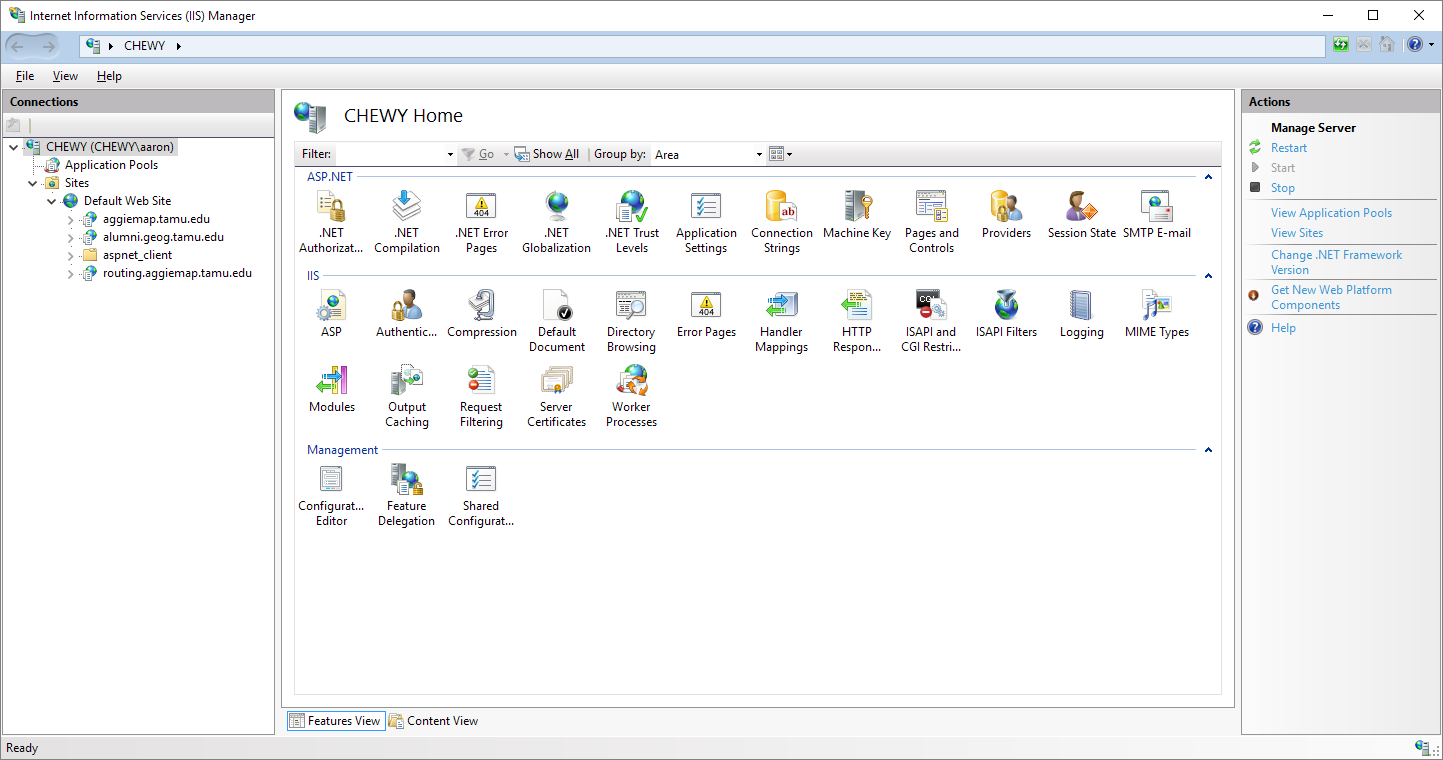 Internet Information Services (IIS) Manager
CHEWY
File View Help
Connections
CHEWY (CHEWY\aaron)
Application Pools
Sites
Default Web Site
aggiemap.tamu.edu
alumni.geog.tamu.edu
aspnet_client
routing.aggiemap.tamu.edu
CHEWY Home
Filter: Go Show All Group by: Area
ASP.NET
.NET Authorizat...
.NET Compilation
.NET Error Pages
404
.NET Globalization
.NET Trust Levels
Application Settings
ab
Connection Strings
Machine Key
Pages and Controls
Providers
Session State
SMTP E-mail
IIS
ASP
Authentic...
Compression
Default Document
Directory Browsing
404
Error Pages
Handler Mappings
HTTP Respon...
CGI
ISAPI and CGI Restri...
ISAPI Filters
Logging
MIME Types
Modules
Output Caching
Request Filtering
Server Certificates
Worker Processes
Management
Configurat... Editor
Feature Delegation
Shared Configurat...
Features View Content View
Actions
Manage Server
Restart
Start
Stop
View Application Pools
View Sites
Change .NET Framework
Version
Get New Web Platform
Components
Help
Ready